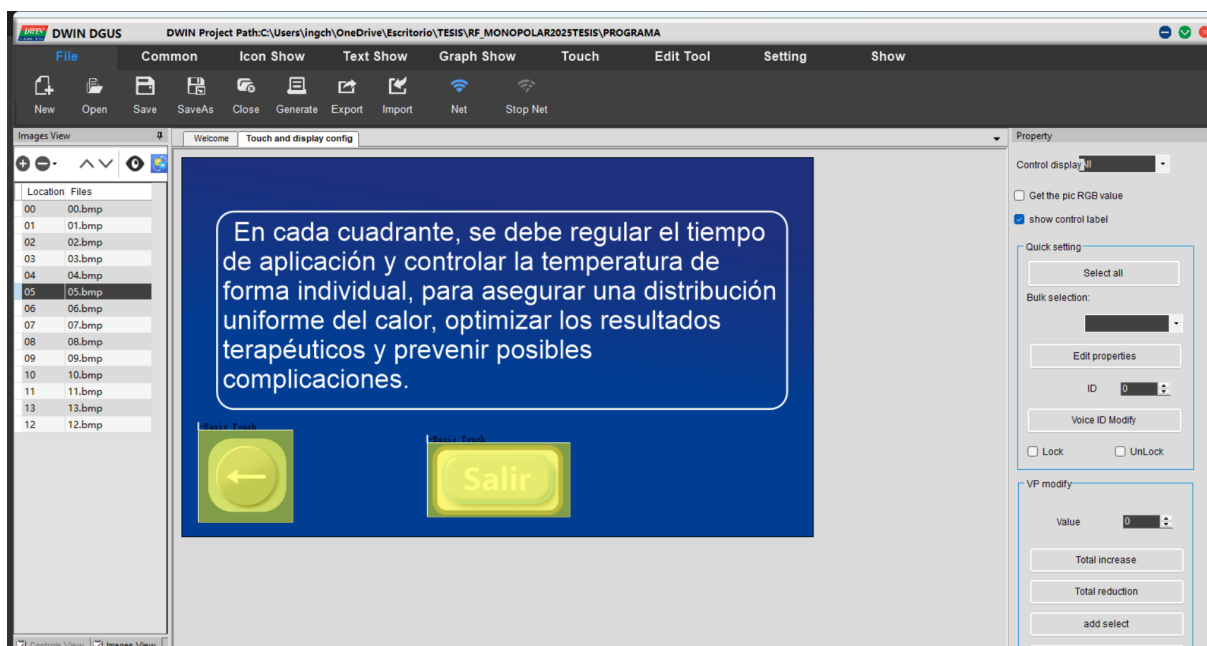 DWIN DGUS DWIN Project Path:C:\Users\ingch\OneDrive\Escritorio\TESIS\RF_MONOPOLAR2025TESIS\PROGRAMA
File Common Icon Show Text Show Graph Show Touch Edit Tool Setting Show
New Open Save SaveAs Close Generate Export Import Net Stop Net
Images View
Welcome Touch and display config
Property
Control display
Get the pic RGB value
show control label
Quick setting
Select all
Bulk selection:
Edit properties
ID 0
Voice ID Modify
Lock UnLock
VP modify
Value 0
Total increase
Total reduction
add select
Location Files
00 00.bmp
01 01.bmp
02 02.bmp
03 03.bmp
04 04.bmp
05 05.bmp
06 06.bmp
07 07.bmp
08 08.bmp
09 09.bmp
10 10.bmp
11 11.bmp
13 13.bmp
12 12.bmp
En cada cuadrante, se debe regular el tiempo
de aplicación y controlar la temperatura de
forma individual, para asegurar una distribución
uniforme del calor, optimizar los resultados
terapéuticos y prevenir posibles
complicaciones.
Basic Touch
Basic Touch
Salir
Controls View Images View